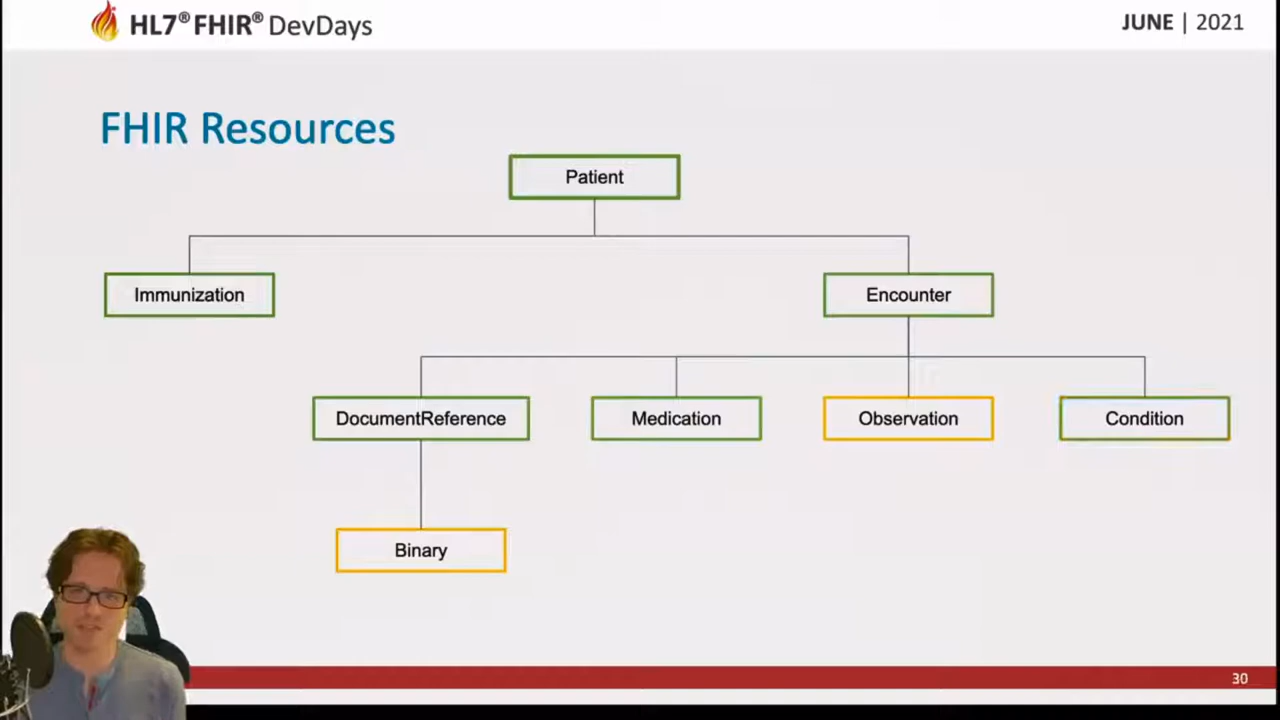 HL7® FHIR® DevDays
JUNE | 2021
FHIR Resources
Patient
Immunization
Encounter
DocumentReference
Medication
Observation
Condition
Binary
30